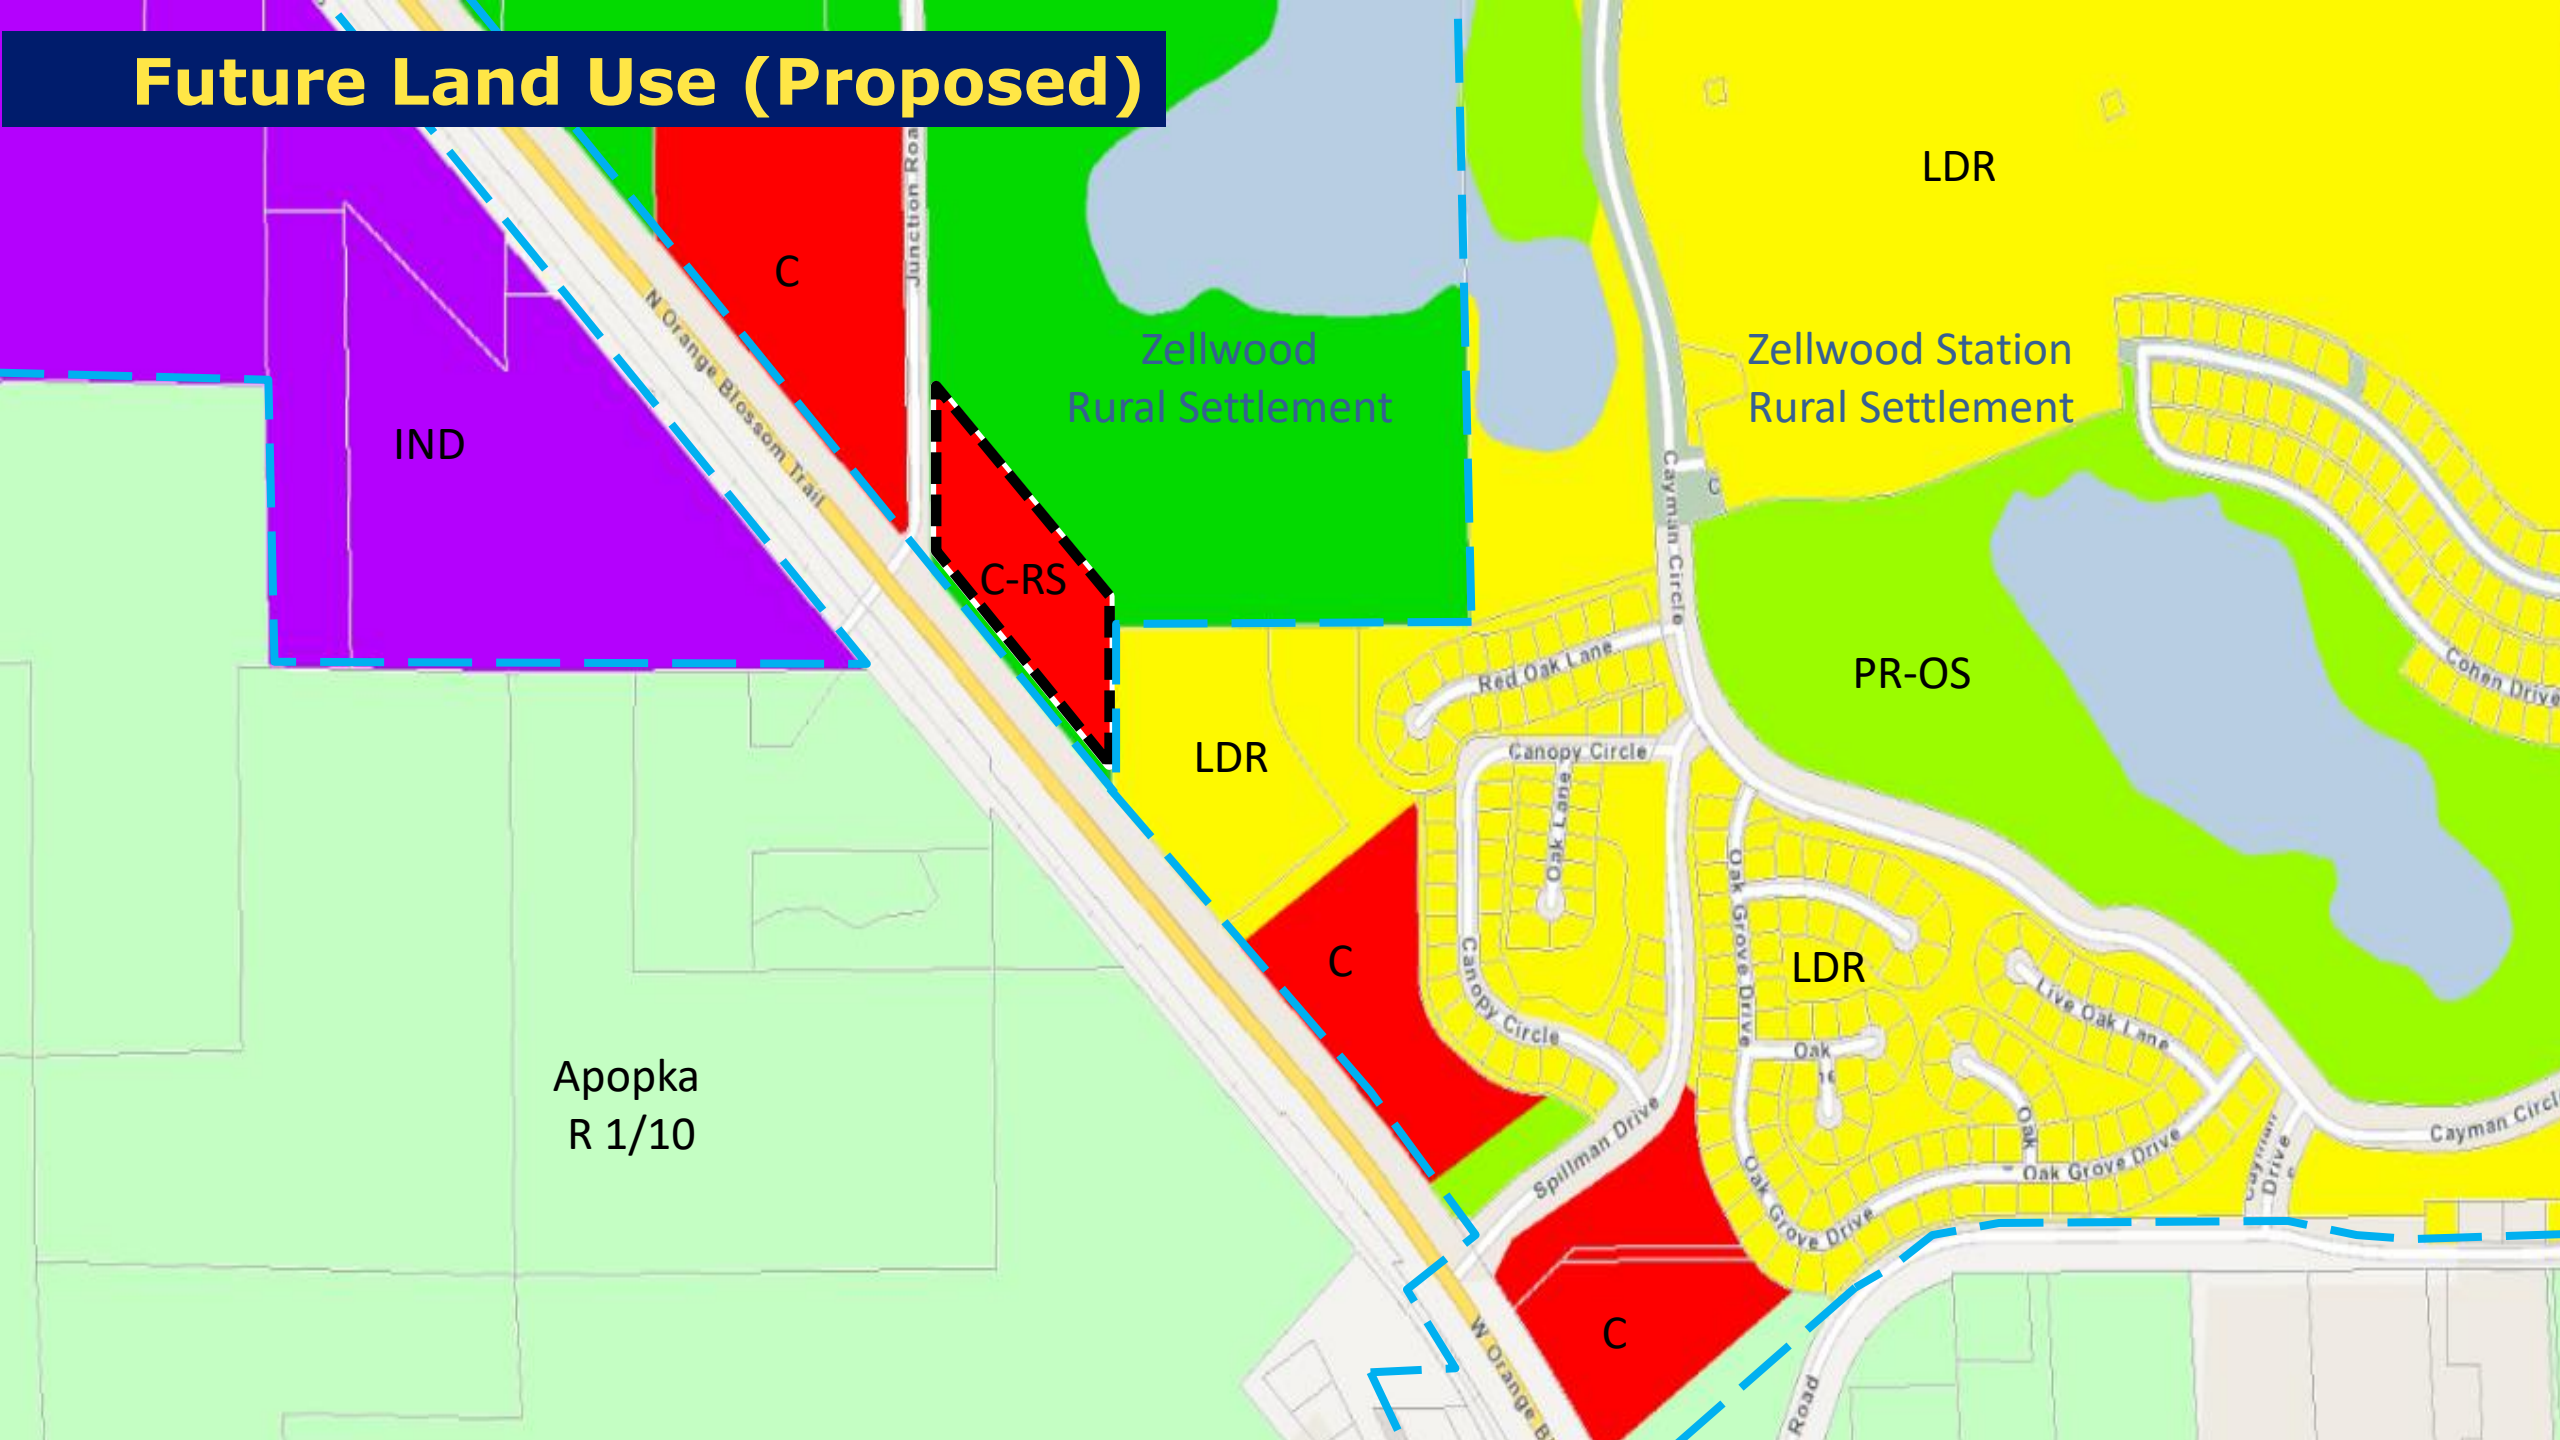 Future Land Use (Proposed)
LDR
C
Junction Roa
N Orange Blossom Trail
Zellwood
Rural Settlement
Zellwood Station
Rural Settlement
IND
C
Cayman Circle
C-RS
Red Oak Lane
PR-OS
Cohen Drive
LDR
Canopy Circle
Oak Lane
Oak Grove Drive
C
Canopy Circle
LDR
Live Oak Lane
Oak
Apopka
R 1/10
Spillman Drive
Oak
Oak Grove Drive
Oak Grove Drive
Drive
Cayman Circl
C
W Orange B
Road